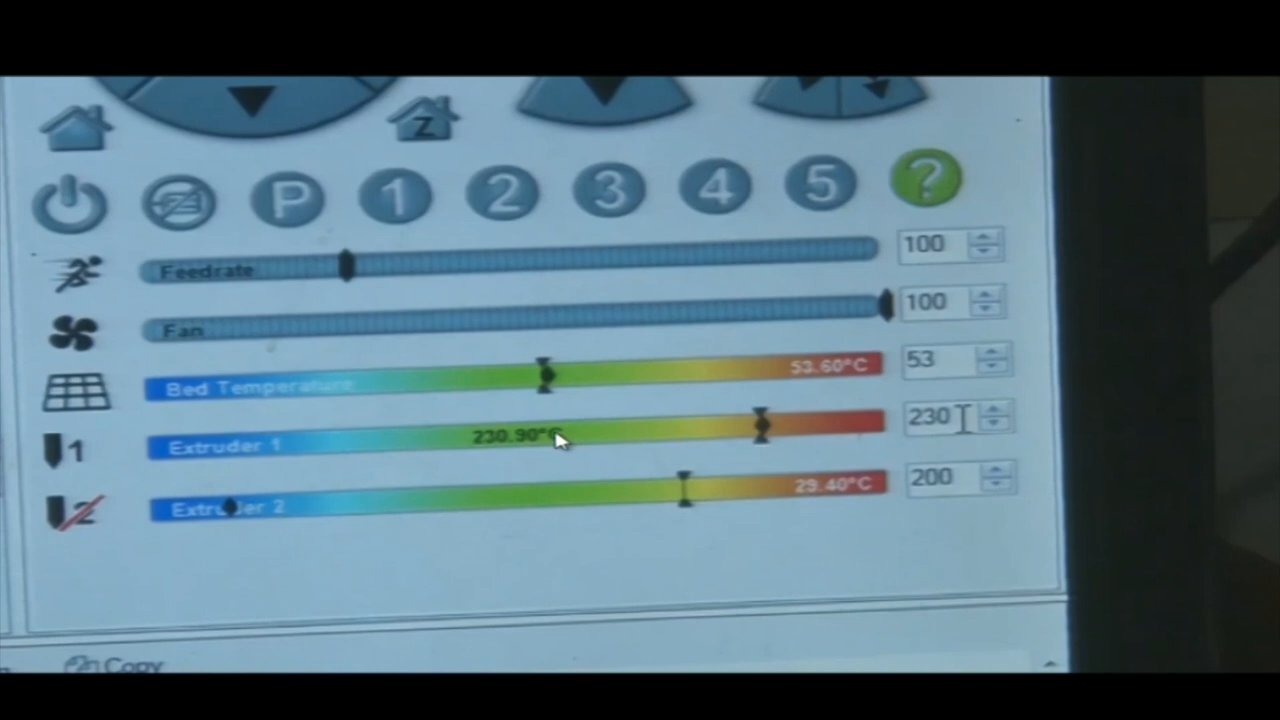 Z
P 1 2 3 4 5 ?
Feedrate 100
Fan 100
Bed Temperature 53.60°C 53
1 Extruder 1 230.90°C 230
2 Extruder 2 29.40°C 200
Copy